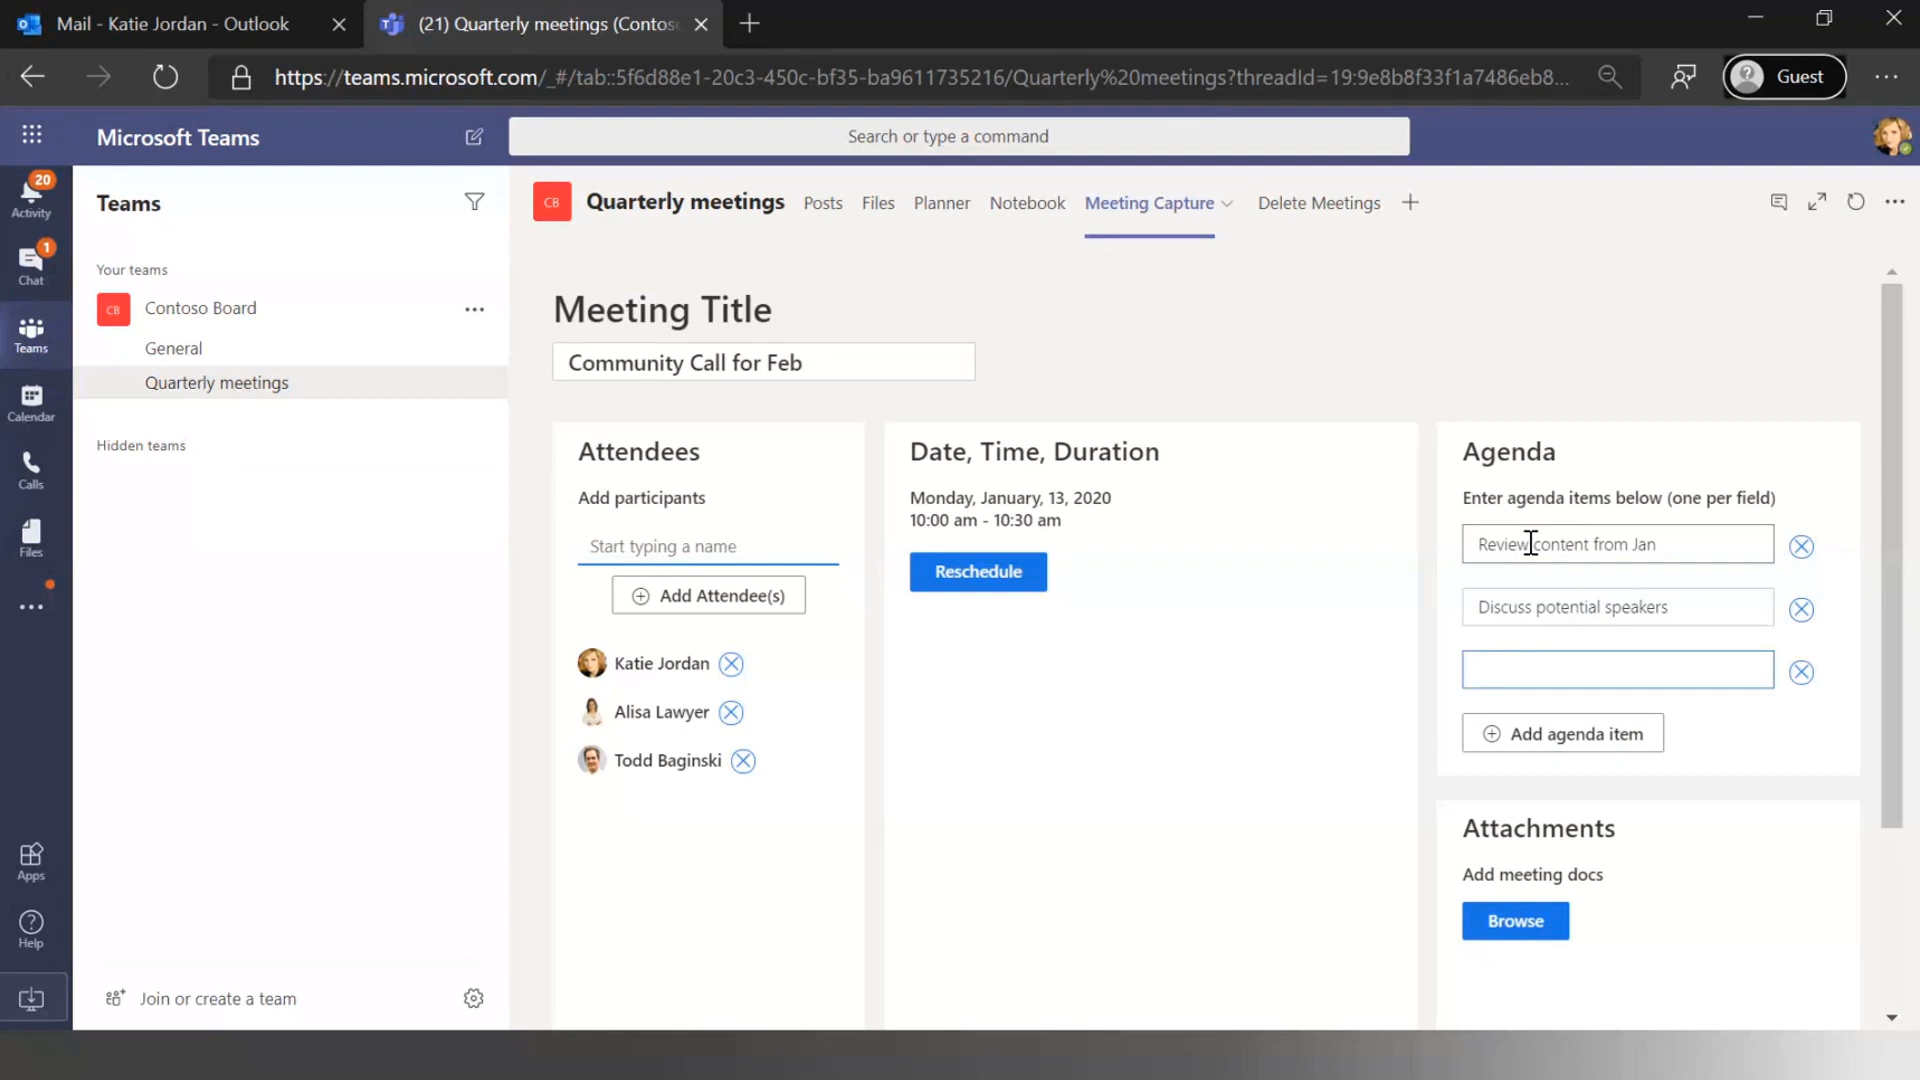 Mail - Katie Jordan - Outlook
(21) Quarterly meetings (Contos
https://teams.microsoft.com/_#/tab::5f6d88e1-20c3-450c-bf35-ba9611735216/Quarterly%20meetings?threadId=19:9e8b8f33f1a7486eb8...
Guest
Microsoft Teams
Search or type a command
20
Activity
1
Chat
Teams
Calendar
Calls
Files
Apps
Help
Teams
Your teams
CB
Contoso Board
General
Quarterly meetings
Hidden teams
Join or create a team
CB
Quarterly meetings
Posts
Files
Planner
Notebook
Meeting Capture
Delete Meetings
Meeting Title
Community Call for Feb
Attendees
Add participants
Start typing a name
Add Attendee(s)
Katie Jordan
Alisa Lawyer
Todd Baginski
Date, Time, Duration
Monday, January, 13, 2020
10:00 am - 10:30 am
Reschedule
Agenda
Enter agenda items below (one per field)
Review content from Jan
Discuss potential speakers
Add agenda item
Attachments
Add meeting docs
Browse